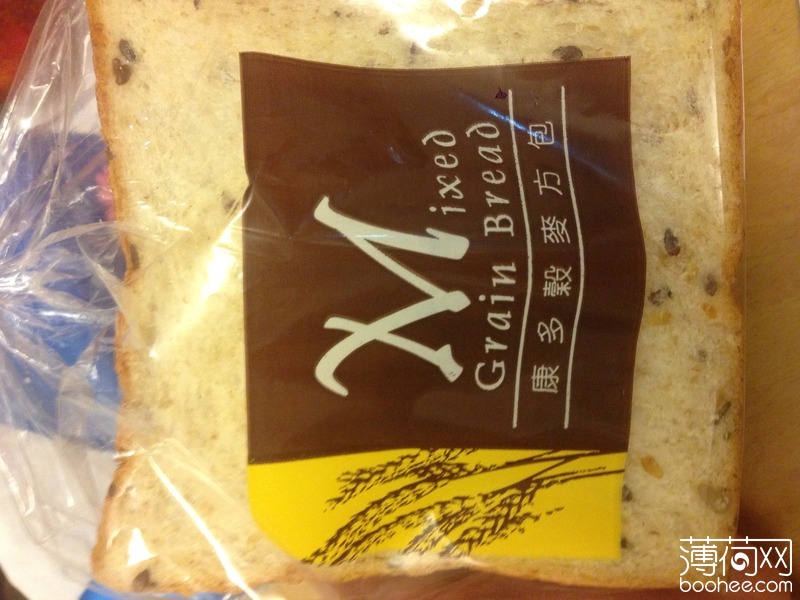 Mixed
Grain Bread
康多穀麥方包
薄荷网
boohee.com